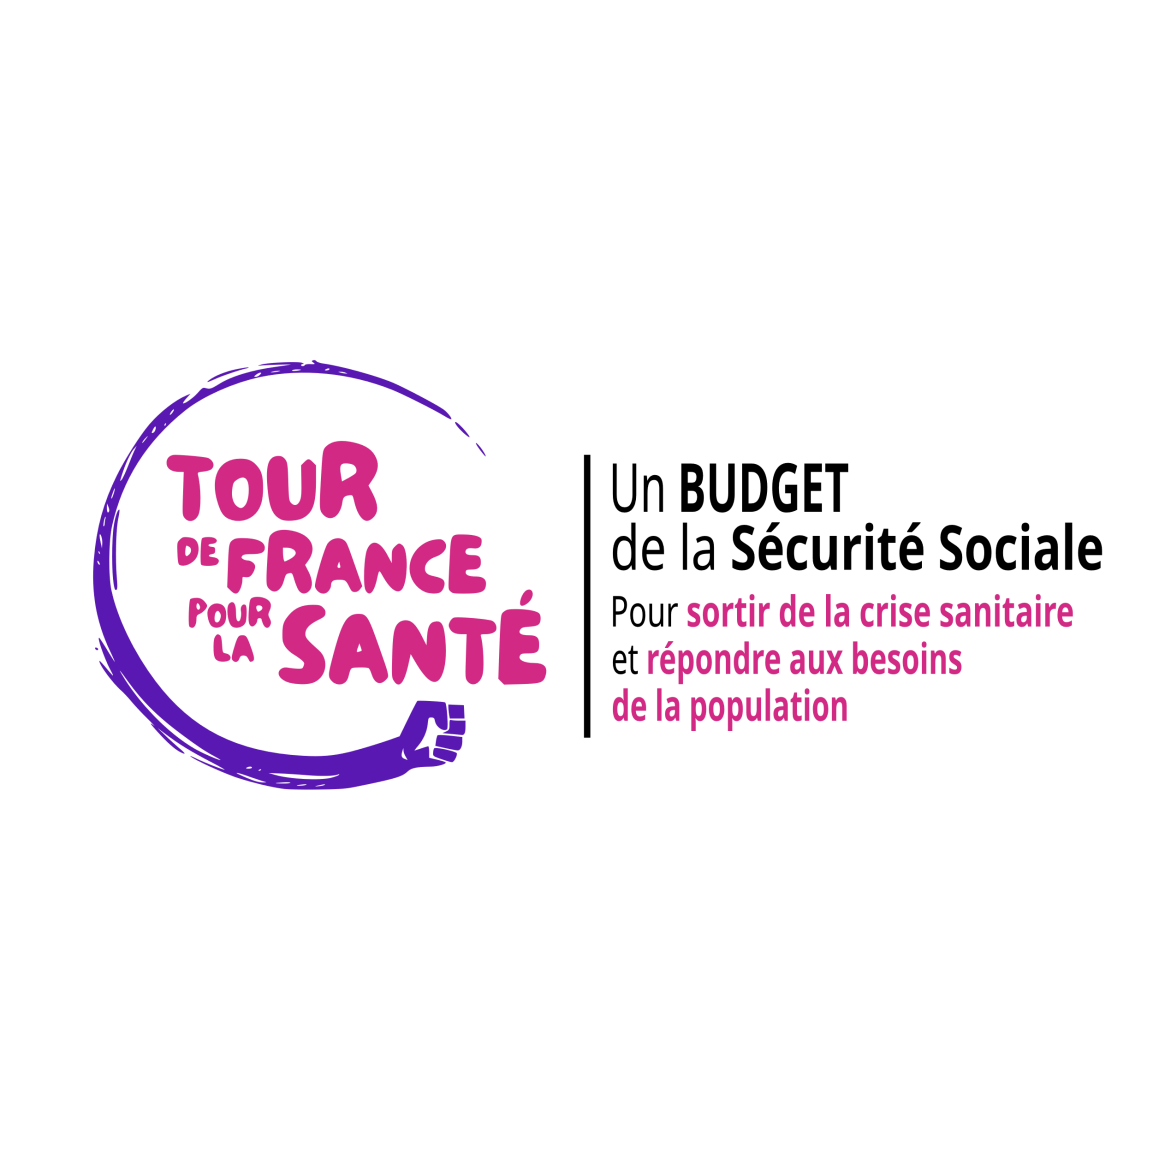 TOUR
DE FRANCE
POUR
LA SANTÉ
Un BUDGET
de la Sécurité Sociale
Pour sortir de la crise sanitaire
et répondre aux besoins
de la population